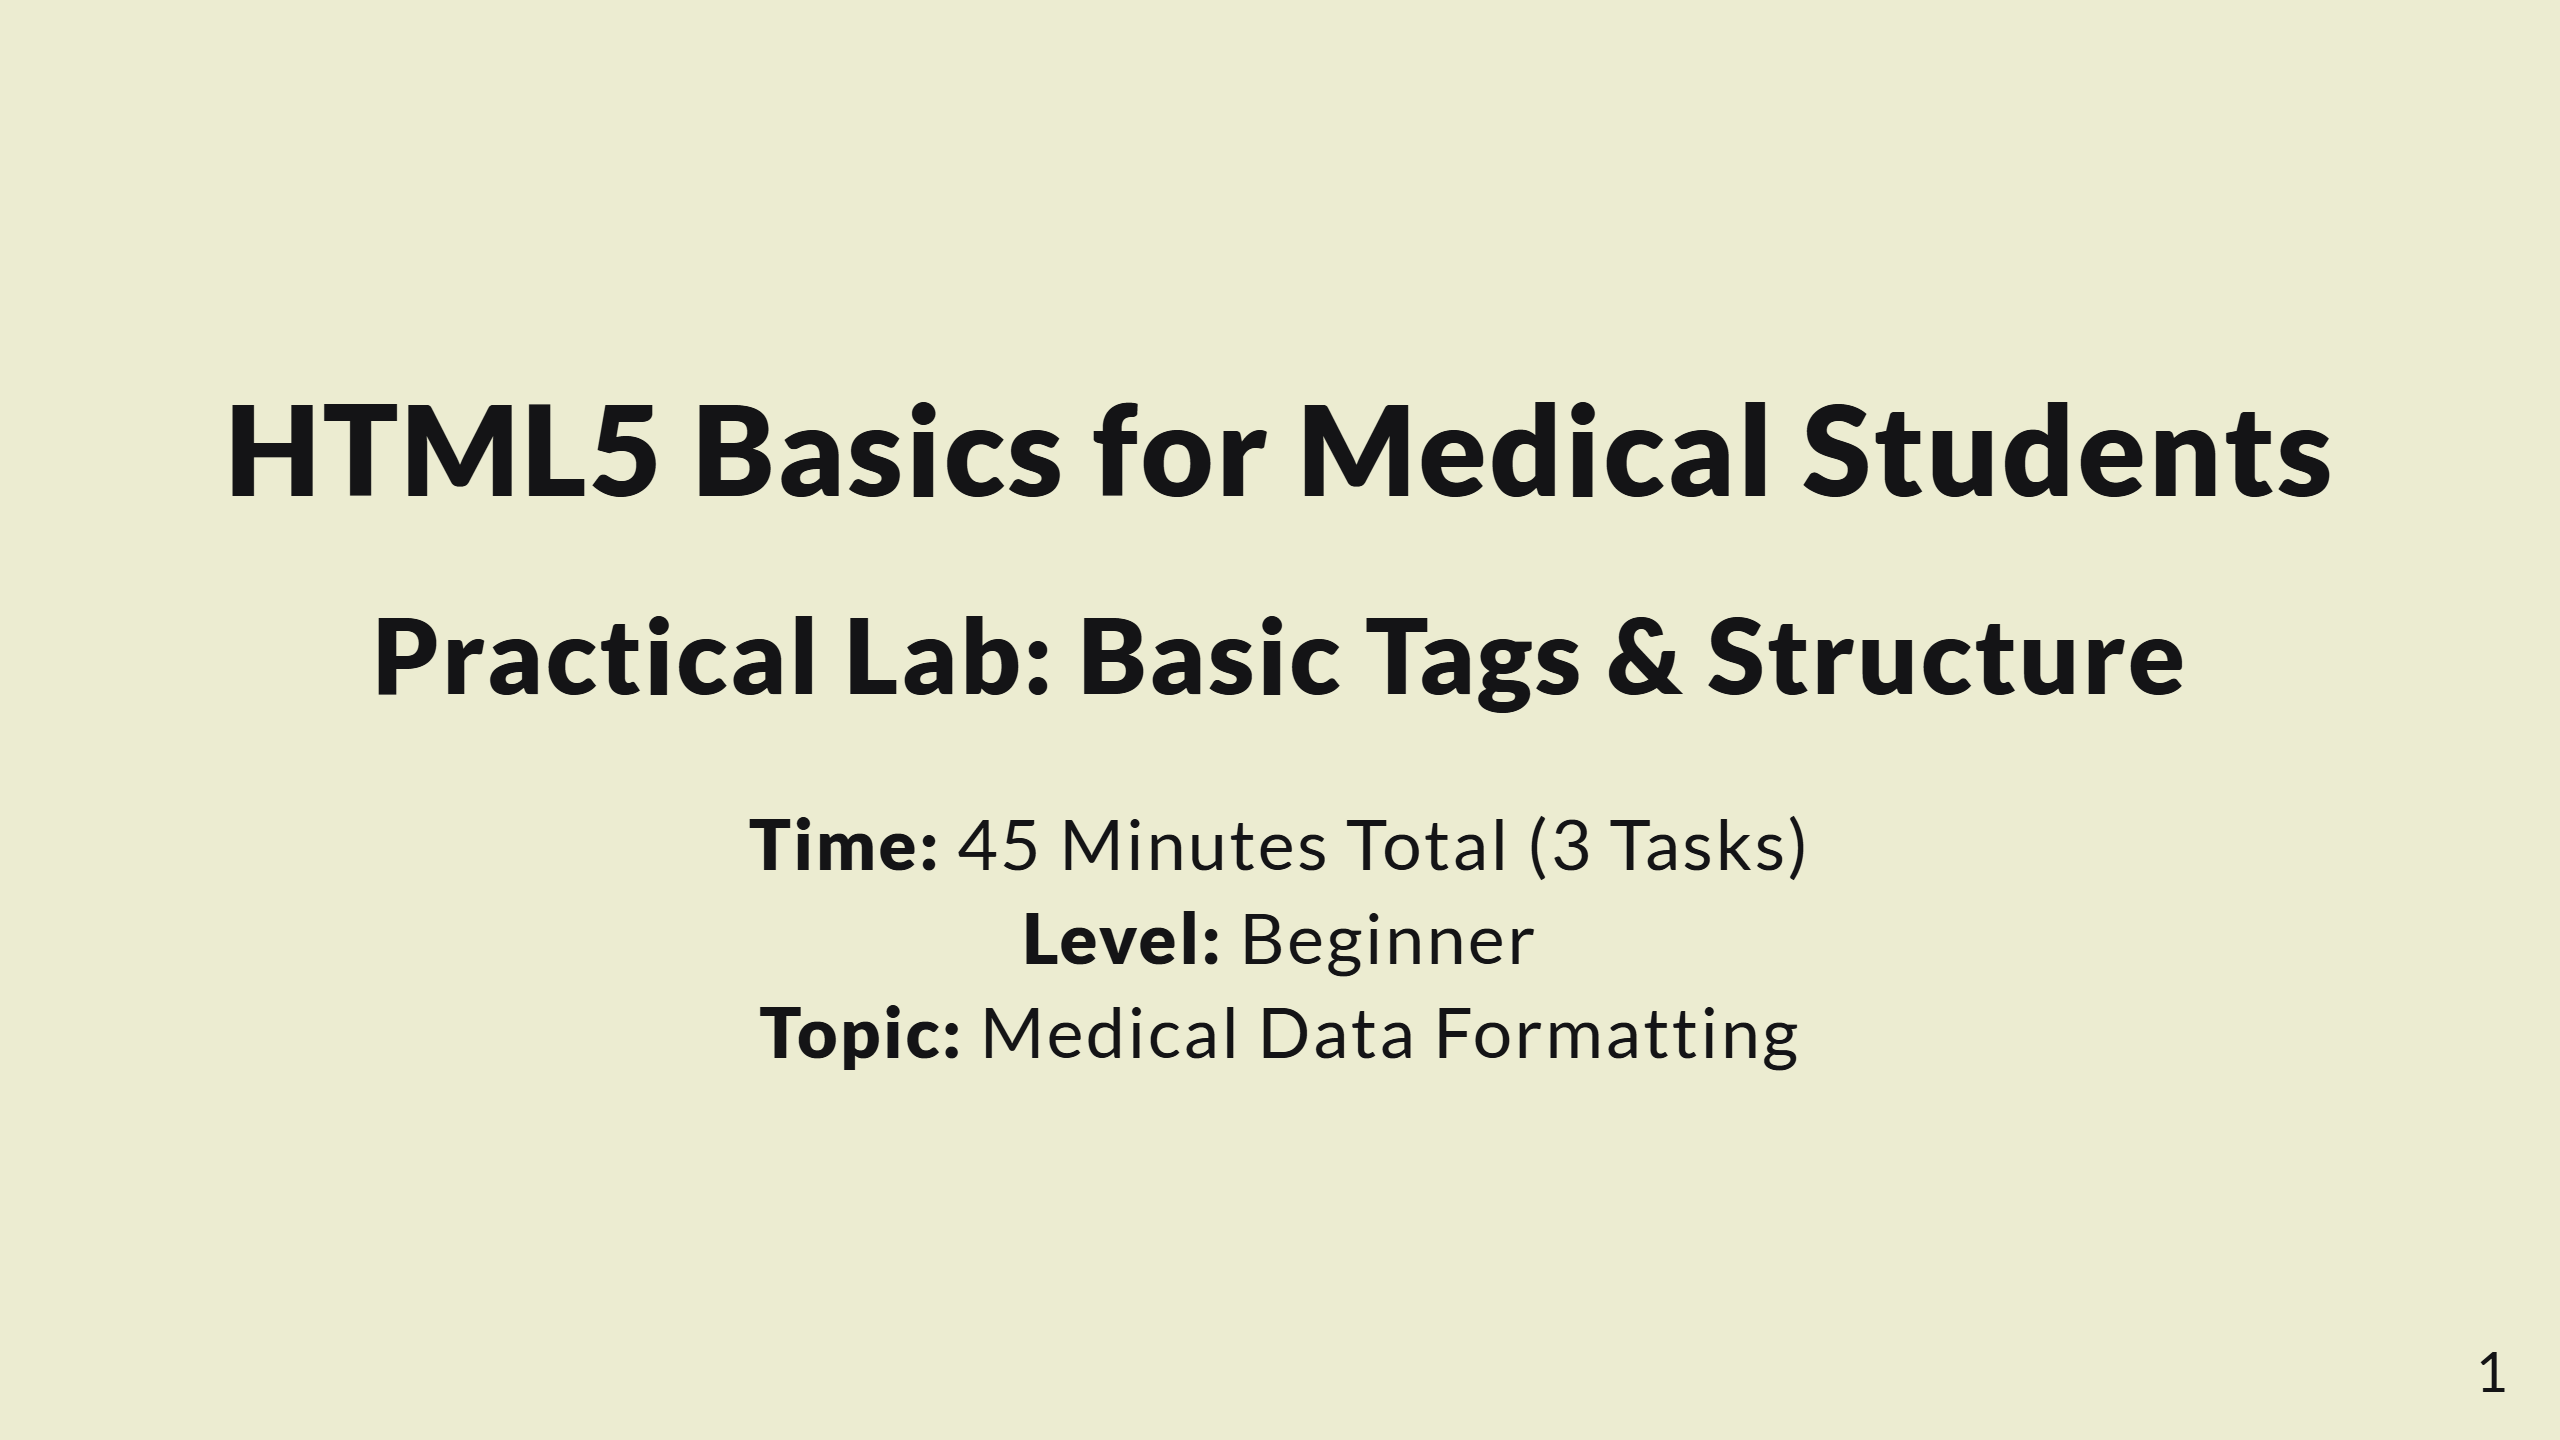 HTML5 Basics for Medical Students
Practical Lab: Basic Tags & Structure
Time: 45 Minutes Total (3 Tasks)
Level: Beginner
Topic: Medical Data Formatting
1